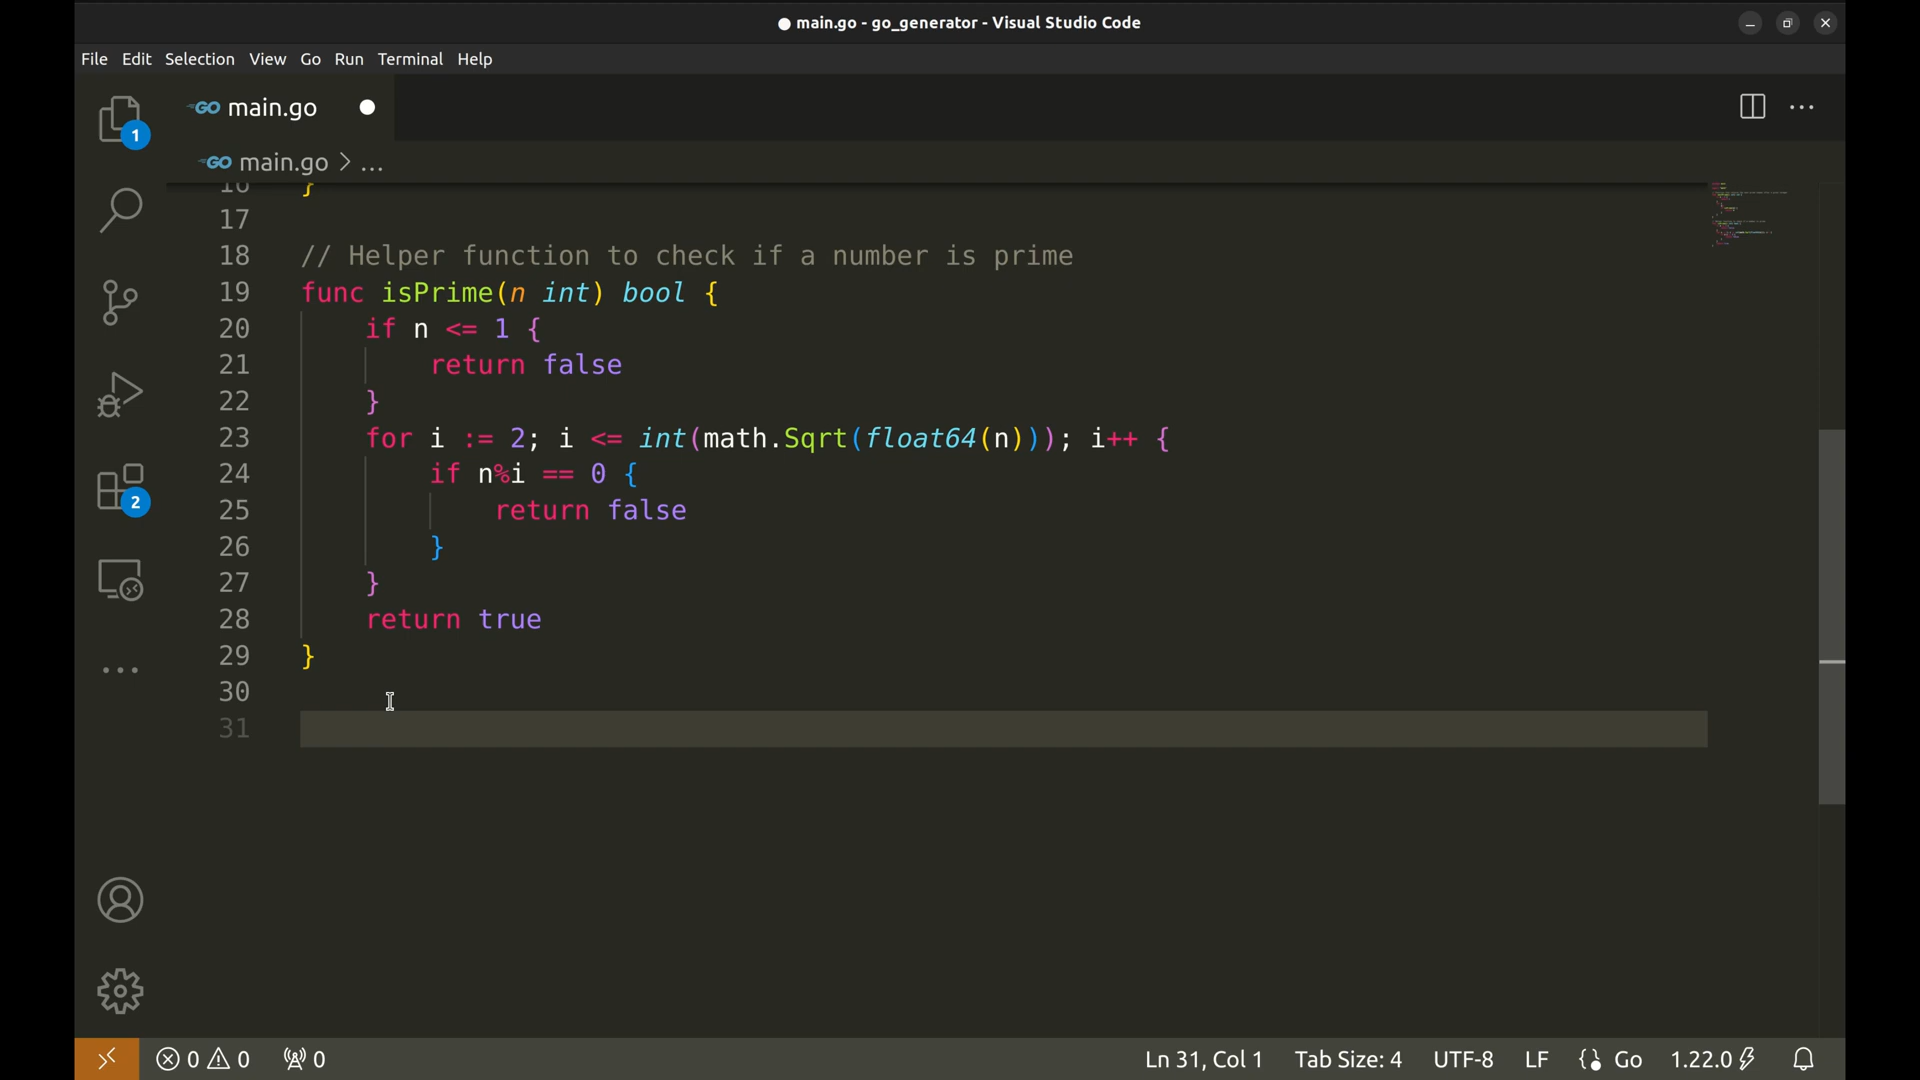 main.go - go_generator - Visual Studio Code
File Edit Selection View Go Run Terminal Help
GO main.go
1
GO main.go > ...
16 }
17
18 // Helper function to check if a number is prime
19 func isPrime(n int) bool {
20 if n <= 1 {
21 return false
22 }
23 for i := 2; i <= int(math.Sqrt(float64(n))); i++ {
24 if n%i == 0 {
25 return false
26 }
27 }
28 return true
29 }
30
31
2
0 0 0 Ln 31, Col 1 Tab Size: 4 UTF-8 LF {} Go 1.22.0